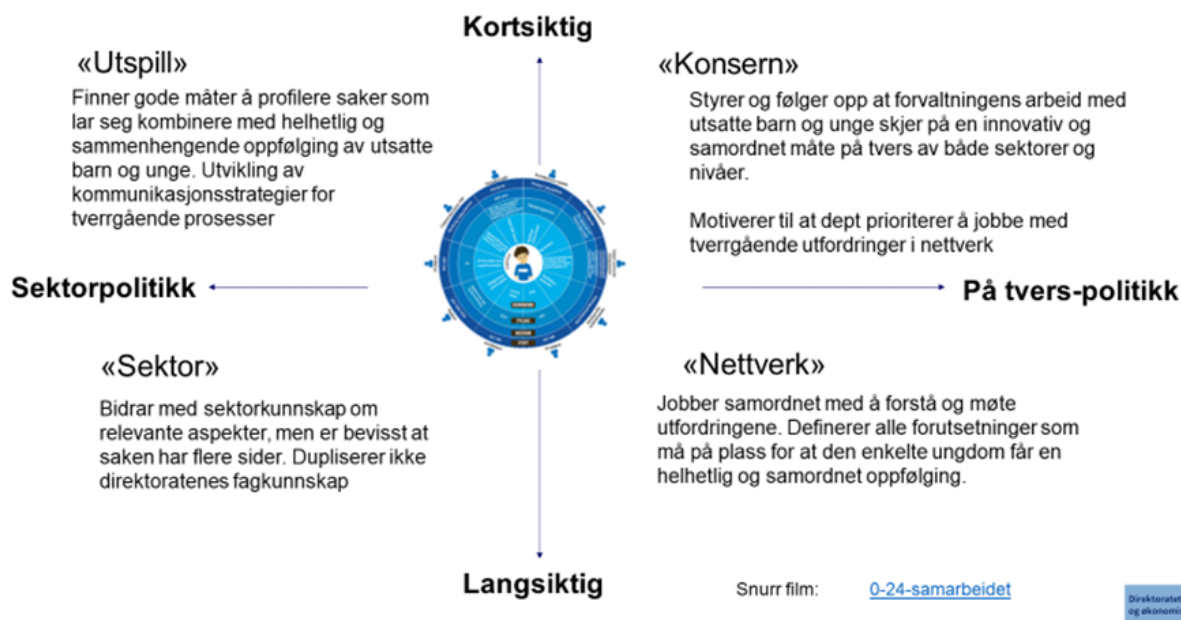 Kortsiktig
«Utspill»
Finner gode måter å profilere saker som
lar seg kombinere med helhetlig og
sammenhengende oppfølging av utsatte
barn og unge. Utvikling av
kommunikasjonsstrategier for
tverrgående prosesser
«Konsern»
Styrer og følger opp at forvaltningens arbeid med
utsatte barn og unge skjer på en innovativ og
samordnet måte på tvers av både sektorer og
nivåer.
Motiverer til at dept prioriterer å jobbe med
tverrgående utfordringer i nettverk
Sektorpolitikk
På tvers-politikk
«Sektor»
Bidrar med sektorkunnskap om
relevante aspekter, men er bevisst at
saken har flere sider. Dupliserer ikke
direktoratenes fagkunnskap
«Nettverk»
Jobber samordnet med å forstå og møte
utfordringene. Definerer alle forutsetninger som
må på plass for at den enkelte ungdom får en
helhetlig og samordnet oppfølging.
Langsiktig
Snurr film: 0-24-samarbeidet
Direktoratet
og økonomis